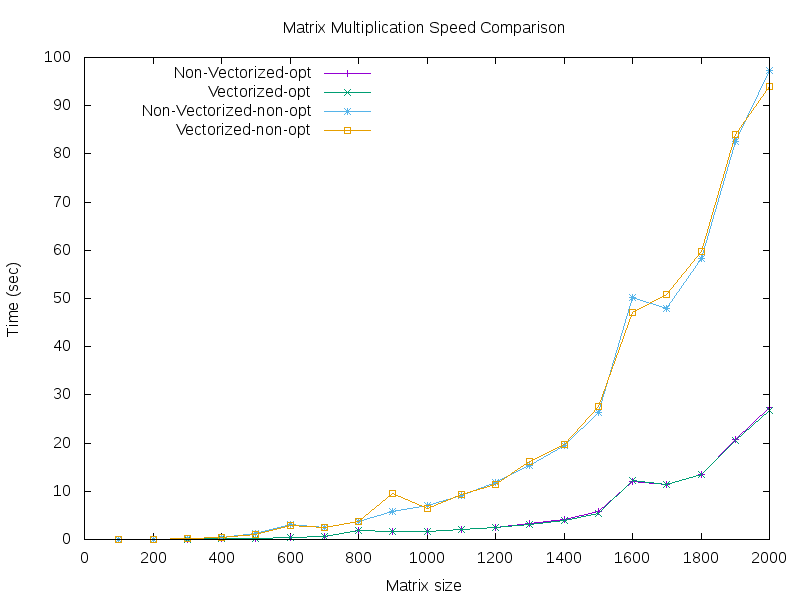 Matrix Multiplication Speed Comparison
100
90
80
70
60
50
40
30
20
10
0
Time (sec)
Non-Vectorized-opt
Vectorized-opt
Non-Vectorized-non-opt
Vectorized-non-opt
0 200 400 600 800 1000 1200 1400 1600 1800 2000
Matrix size